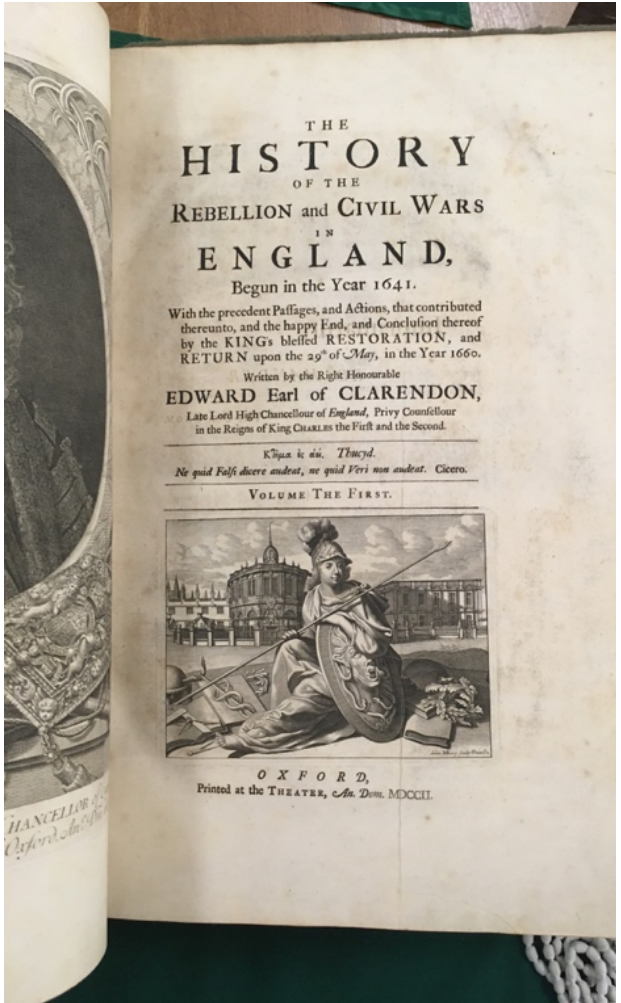 THE
HISTORY
OF THE
REBELLION and CIVIL WARS
IN
ENGLAND,
Begun in the Year 1641.
With the precedent Paſſages, and Actions, that contributed
thereunto, and the happy End, and Concluſion thereof
by the KING's bleſſed RESTORATION, and
RETURN upon the 29th of May, in the Year 1660.
Written by the Right Honourable
EDWARD Earl of CLARENDON,
Late Lord High Chancellour of England, Privy Counſellour
in the Reigns of King CHARLES the Firſt and the Second.
Thucyd.
Ne quid Falſi dicere audeat, ne quid Veri non audeat. Cicero.
VOLUME THE FIRST.
OXFORD,
Printed at the THEATER, An. Dom. MDCCII.
HANCELLOR of
Oxford. An